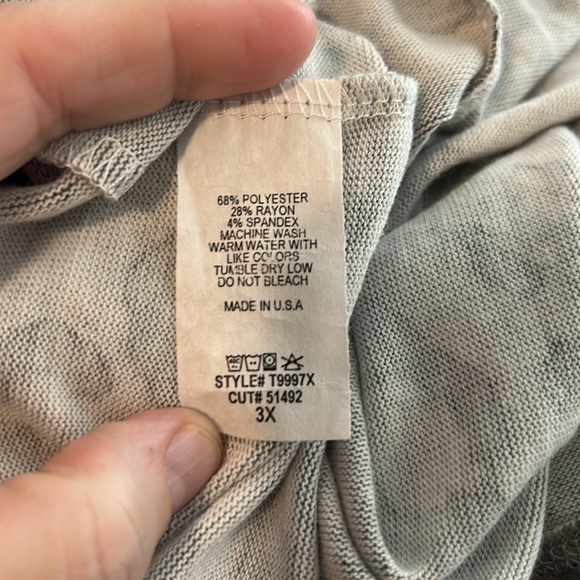 68% POLYESTER
28% RAYON
4% SPANDEX
MACHINE WASH
WARM WATER WITH
LIKE COLORS
TUMBLE DRY LOW
DO NOT BLEACH
MADE IN U.S.A
STYLE# T9997X
CUT# 51492
3X